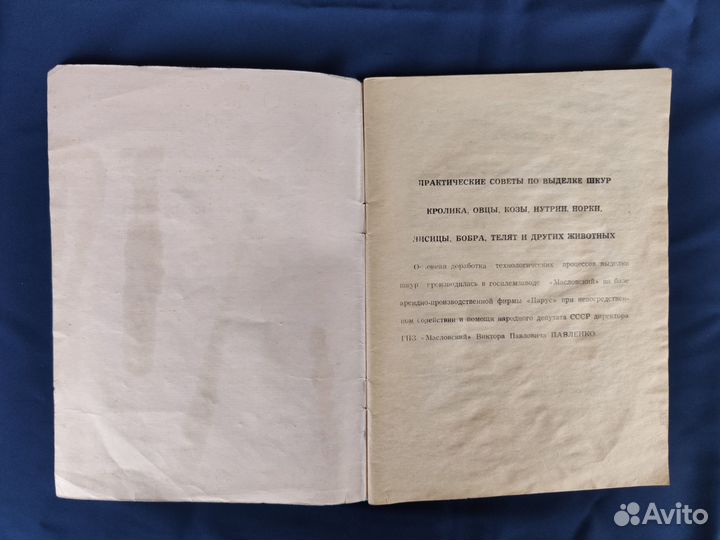 ПРАКТИЧЕСКИЕ СОВЕТЫ ПО ВЫДЕЛКЕ ШКУР
КРОЛИКА, ОВЦЫ, КОЗЫ, НУТРИИ, НОРКИ,
ЛИСИЦЫ, БОБРА, ТЕЛЯТ И ДРУГИХ ЖИВОТНЫХ
доработка технологических процессов выделки
шкур производилась в госплемзаводе «Масловский» на базе
арендно-производственной фирмы «Парус» при непосредствен-
ном содействии и помощи народного депутата СССР директора
ГПЗ «Масловский» Виктора Павловича ПАВЛЕНКО.
Avito